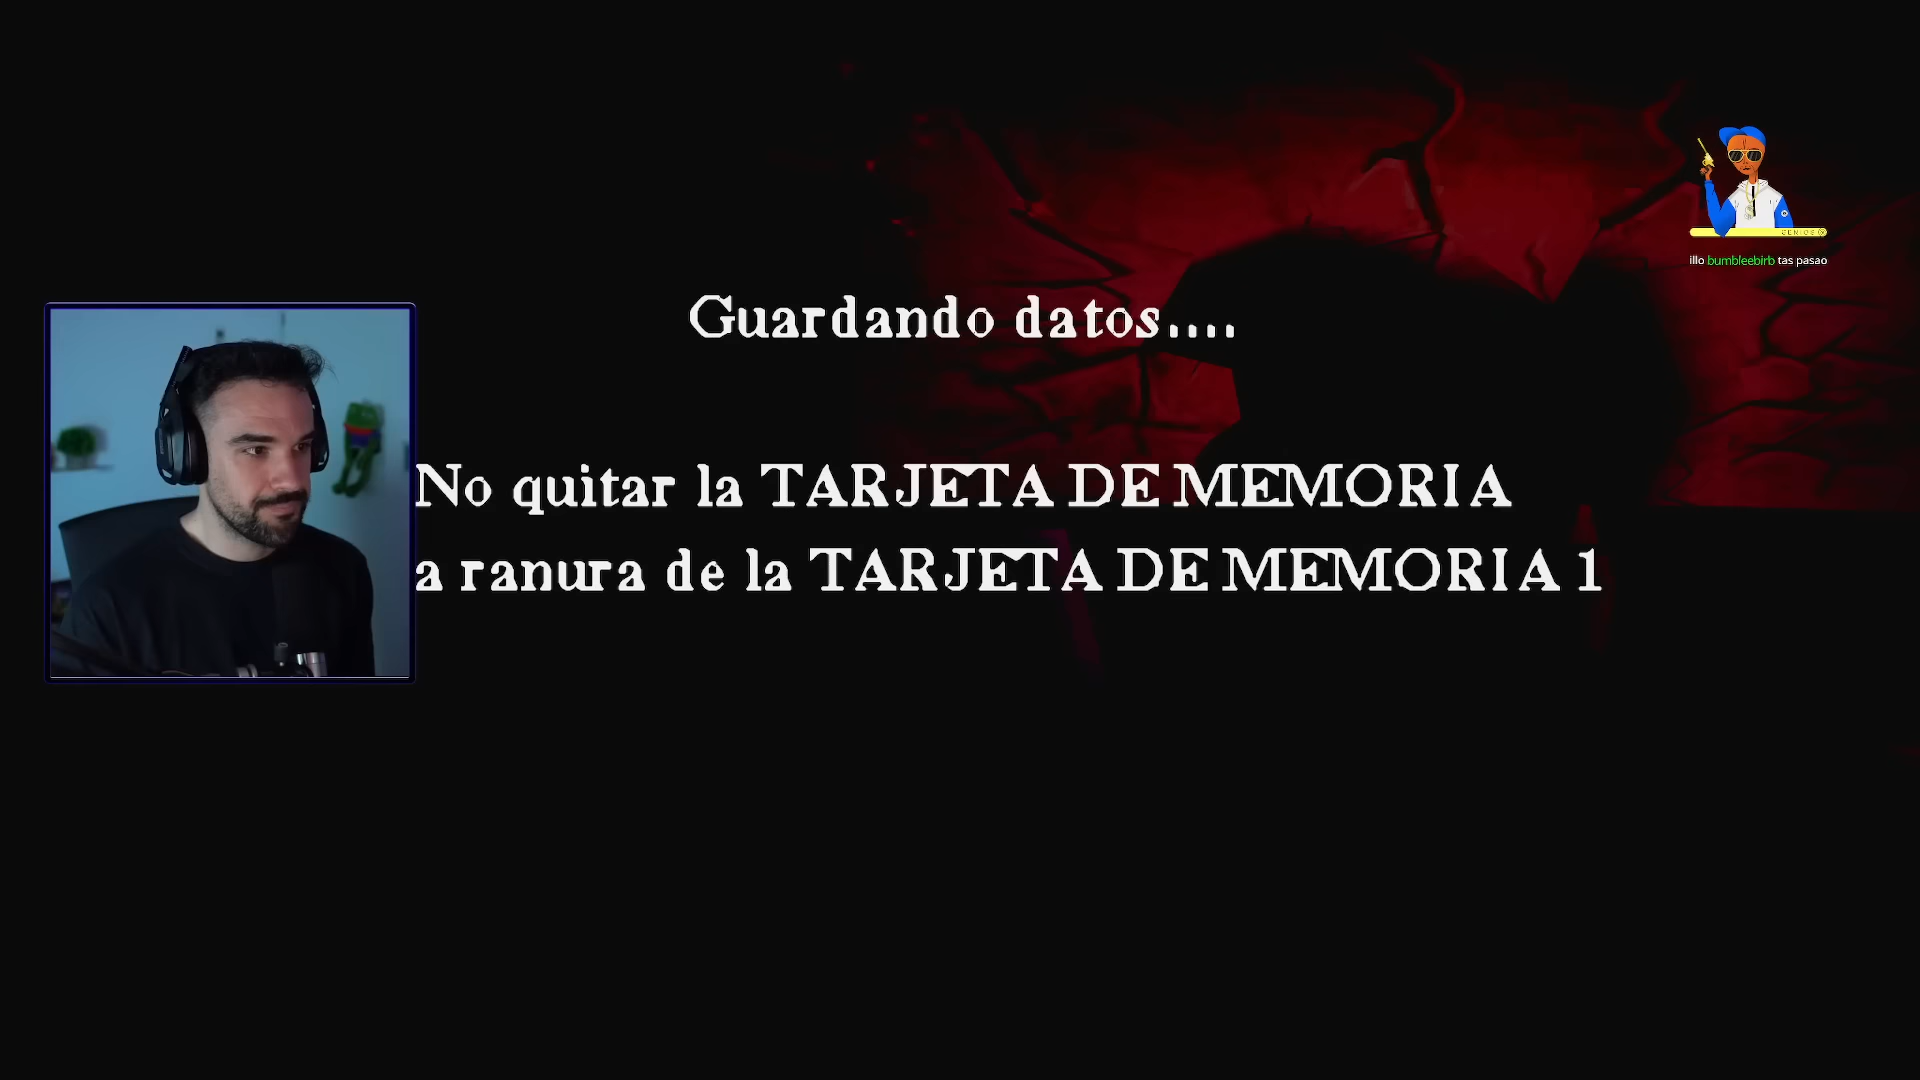 illo bumbleebirb tas pasao
Guardando datos....
No quitar la TARJETA DE MEMORIA
a ranura de la TARJETA DE MEMORIA 1